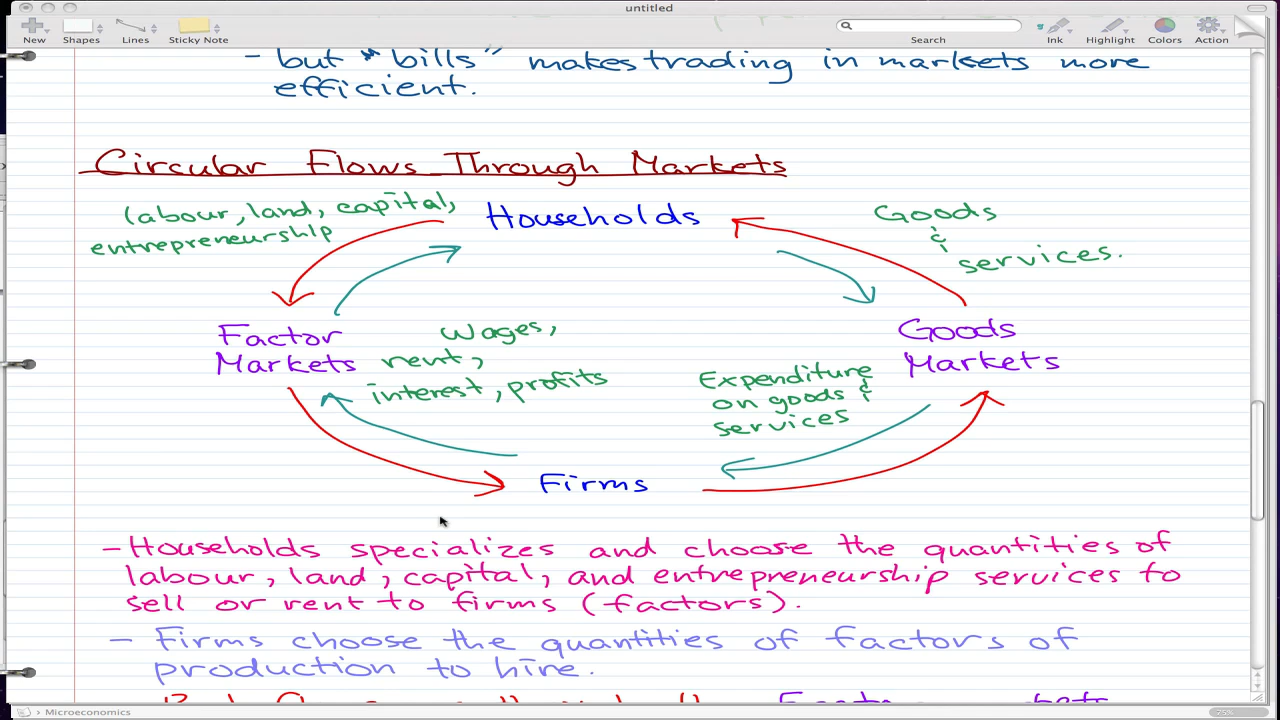 untitled
New Shapes Lines Sticky Note Search Ink Highlight Colors Action
- but "bills" makes trading in markets more
efficient.
Circular Flows Through Markets
labour, land, capital,
entrepreneurship
Households
Goods
&
services.
Factor
Markets
Wages,
rent,
interest, profits
Goods
Markets
Expenditure
on goods &
services
Firms
- Households specializes and choose the quantities of
labour, land, capital, and entrepreneurship services to
sell or rent to firms (factors).
- Firms choose the quantities of factors of
production to hire.
> Microeconomics